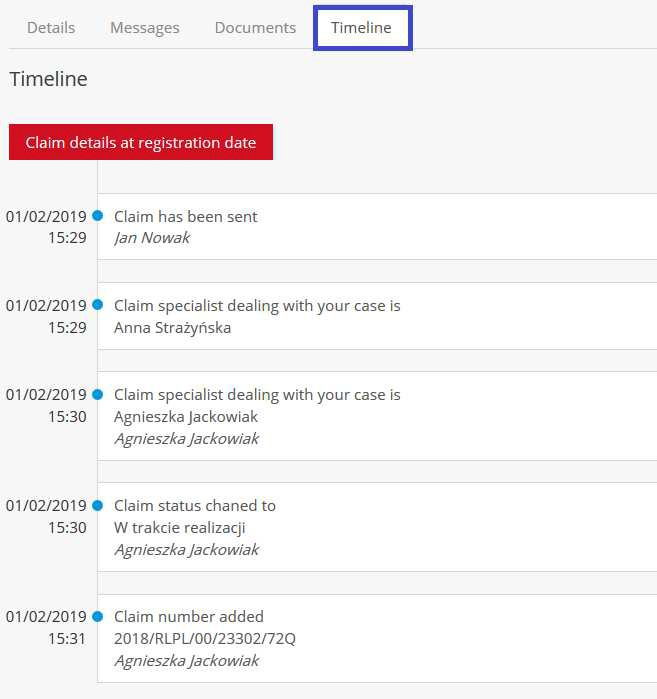 Details Messages Documents Timeline
Timeline
Claim details at registration date
01/02/2019 Claim has been sent
15:29 Jan Nowak
01/02/2019 Claim specialist dealing with your case is
15:29 Anna Strażyńska
01/02/2019 Claim specialist dealing with your case is
15:30 Agnieszka Jackowiak
Agnieszka Jackowiak
01/02/2019 Claim status chaned to
15:30 W trakcie realizacji
Agnieszka Jackowiak
01/02/2019 Claim number added
15:31 2018/RLPL/00/23302/72Q
Agnieszka Jackowiak